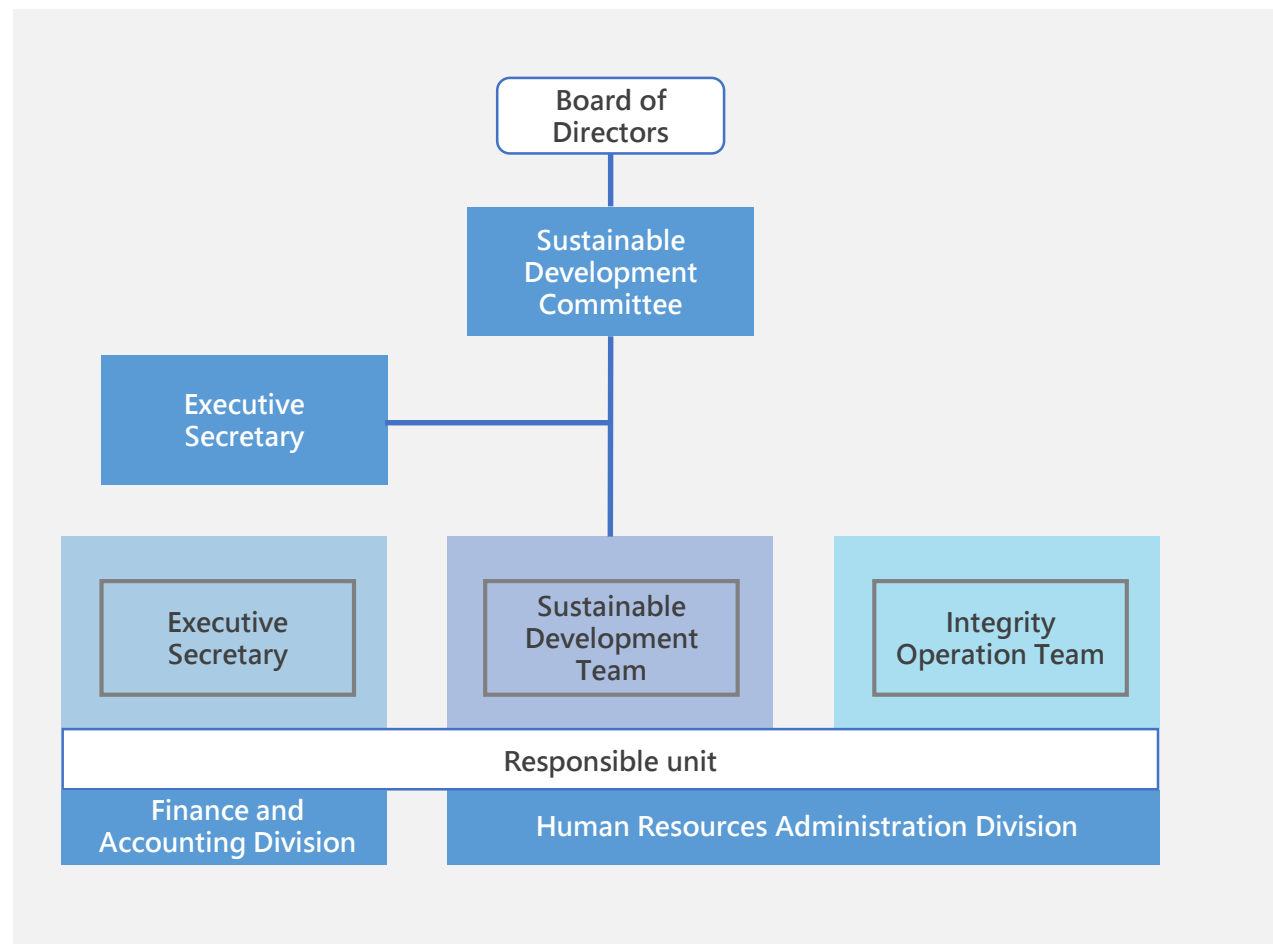 Board of
Directors
Sustainable
Development
Committee
Executive
Secretary
Executive
Secretary
Sustainable
Development
Team
Integrity
Operation Team
Responsible unit
Finance and
Accounting Division
Human Resources Administration Division